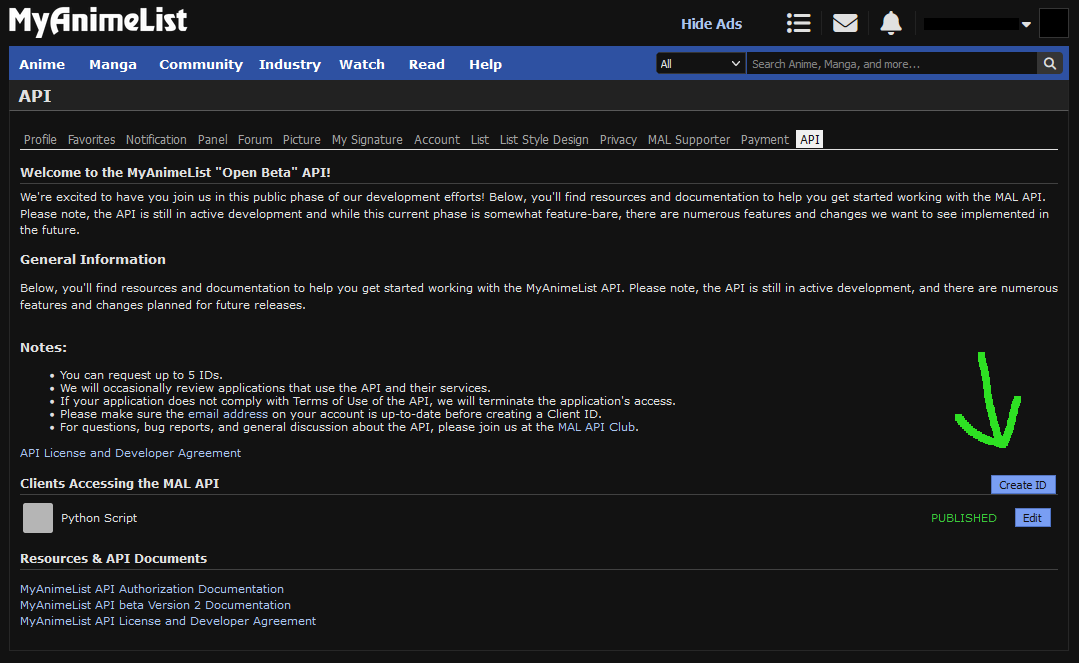 MyAnimeList
Hide Ads
Anime Manga Community Industry Watch Read Help
All
Search Anime, Manga, and more...
API
Profile Favorites Notification Panel Forum Picture My Signature Account List List Style Design Privacy MAL Supporter Payment API
Welcome to the MyAnimeList "Open Beta" API!
We're excited to have you join us in this public phase of our development efforts! Below, you'll find resources and documentation to help you get started working with the MAL API.
Please note, the API is still in active development and while this current phase is somewhat feature-bare, there are numerous features and changes we want to see implemented in
the future.
General Information
Below, you'll find resources and documentation to help you get started working with the MyAnimeList API. Please note, the API is still in active development, and there are numerous
features and changes planned for future releases.
Notes:
• You can request up to 5 IDs.
• We will occasionally review applications that use the API and their services.
• If your application does not comply with Terms of Use of the API, we will terminate the application's access.
• Please make sure the email address on your account is up-to-date before creating a Client ID.
• For questions, bug reports, and general discussion about the API, please join us at the MAL API Club.
API License and Developer Agreement
Clients Accessing the MAL API
Create ID
Python Script
PUBLISHED
Edit
Resources & API Documents
MyAnimeList API Authorization Documentation
MyAnimeList API beta Version 2 Documentation
MyAnimeList API License and Developer Agreement